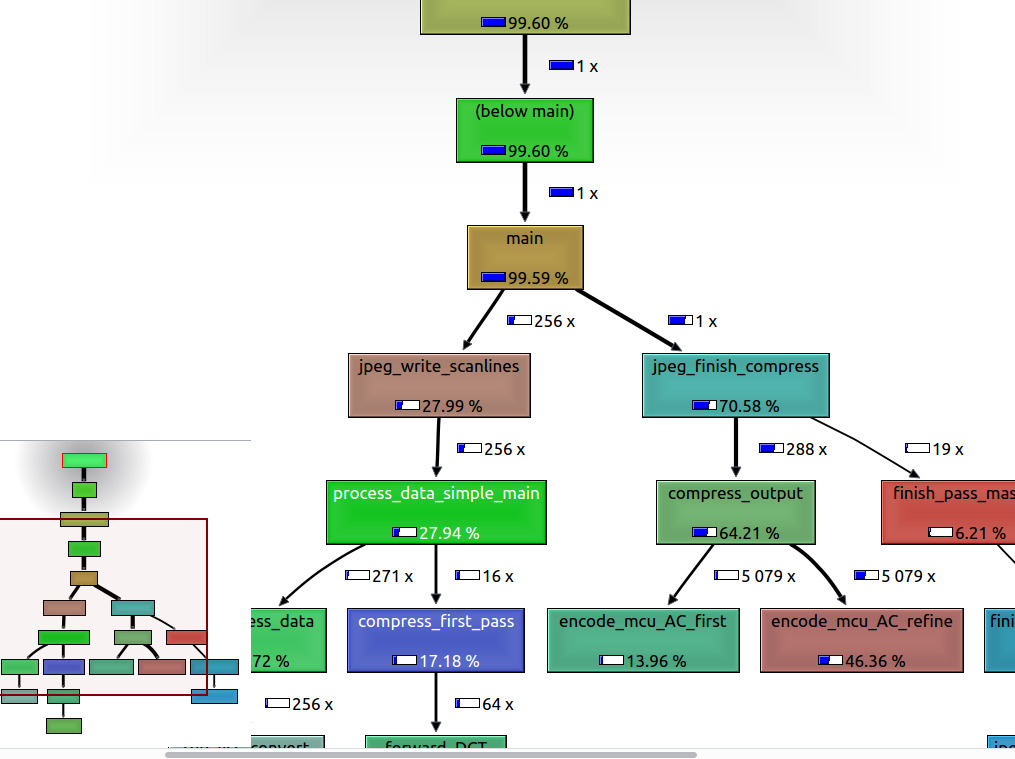 99.60 %
1 x
(below main)
99.60 %
1 x
main
99.59 %
256 x
1 x
jpeg_write_scanlines
27.99 %
jpeg_finish_compress
70.58 %
256 x
288 x
19 x
process_data_simple_main
27.94 %
compress_output
64.21 %
finish_pass_mas
6.21 %
271 x
16 x
5 079 x
5 079 x
ess_data
72 %
compress_first_pass
17.18 %
encode_mcu_AC_first
13.96 %
encode_mcu_AC_refine
46.36 %
fini
256 x
64 x
convert
forward_DCT